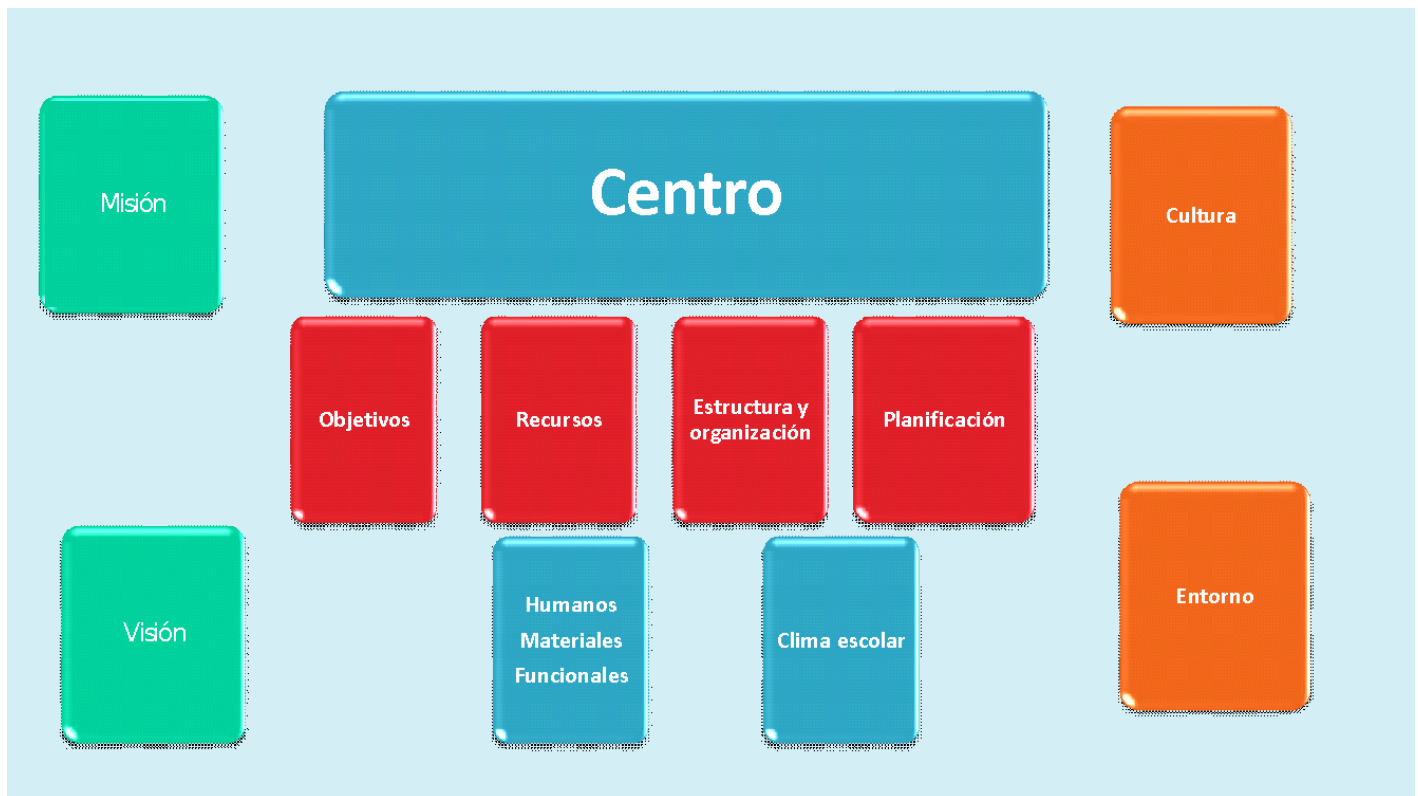 Misión
Centro
Cultura
Objetivos
Recursos
Estructura y
organización
Planificación
Visión
Humanos
Materiales
Funcionales
Clima escolar
Entorno